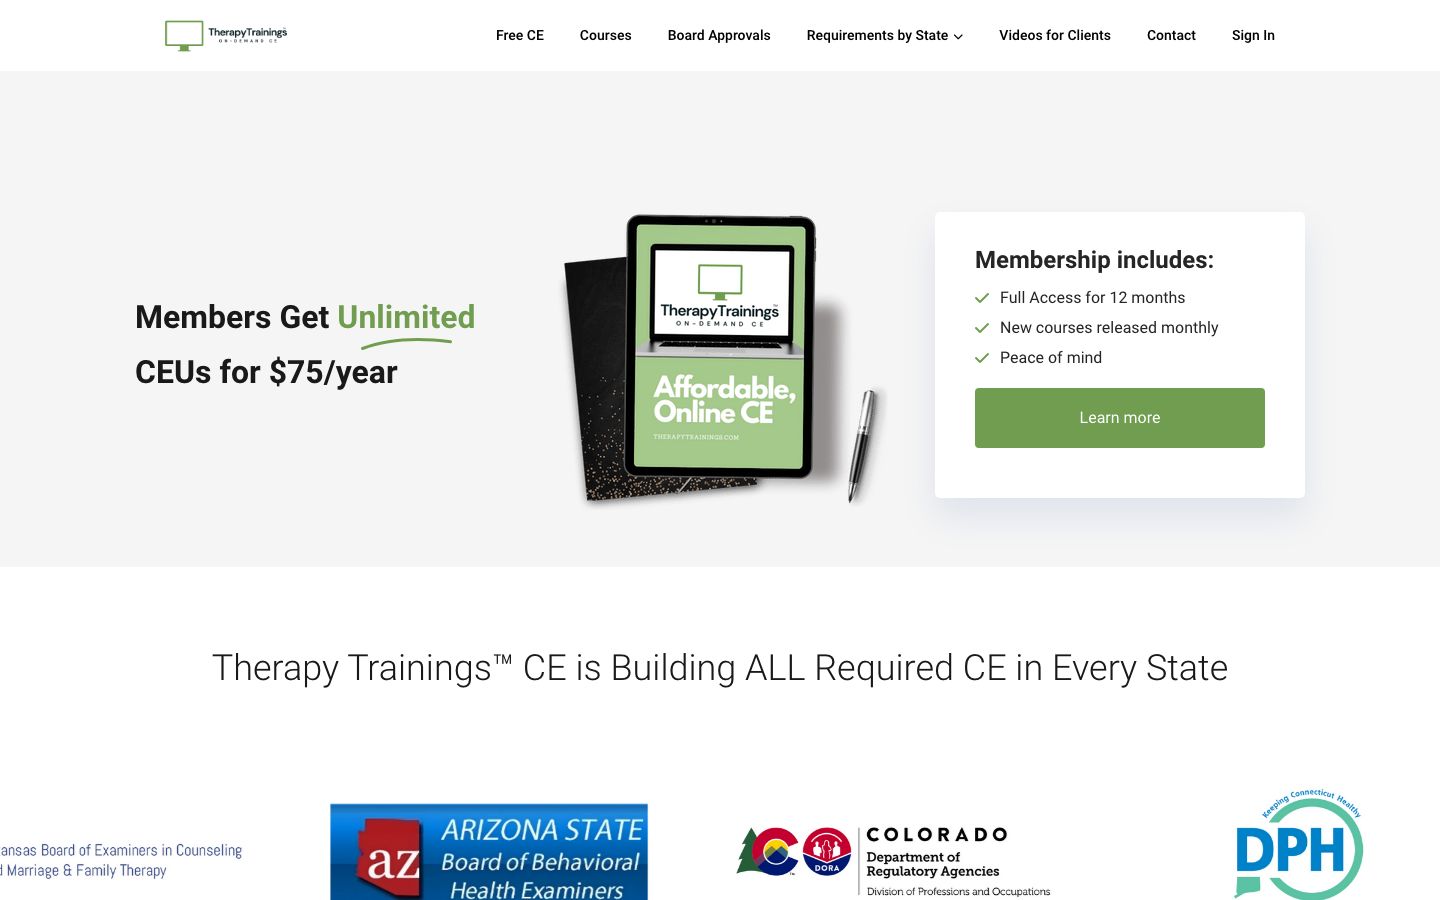 TherapyTrainings
ON-DEMAND CE
Free CE
Courses
Board Approvals
Requirements by State
Videos for Clients
Contact
Sign In
Members Get Unlimited
CEUs for $75/year
TherapyTrainings™
ON-DEMAND CE
Affordable,
Online CE
THERAPYTRAININGS.COM
Membership includes:
Full Access for 12 months
New courses released monthly
Peace of mind
Learn more
Therapy Trainings™ CE is Building ALL Required CE in Every State
ansas Board of Examiners in Counseling
d Marriage & Family Therapy
az
ARIZONA STATE
Board of Behavioral
Health Examiners
DORA
COLORADO
Department of
Regulatory Agencies
Division of Professions and Occupations
Keeping Connecticut Healthy
DPH